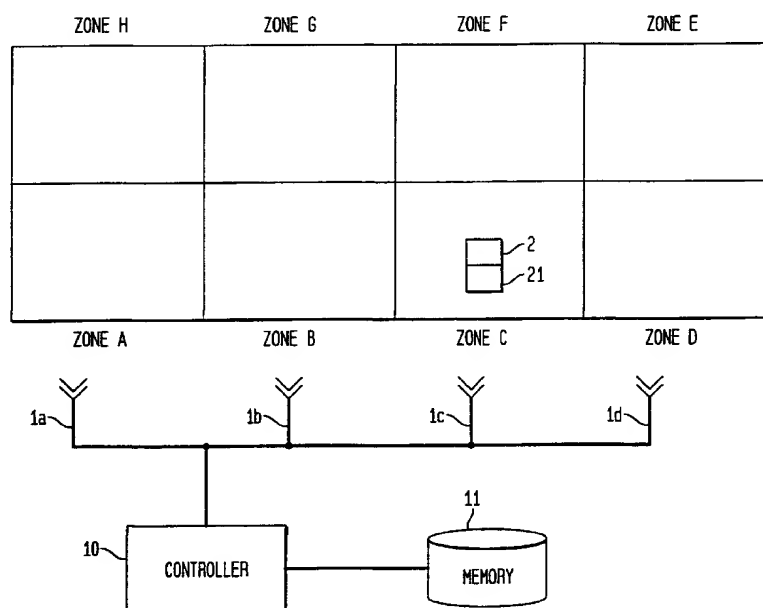 ZONE H ZONE G ZONE F ZONE E
2
21
ZONE A ZONE B ZONE C ZONE D
1a 1b 1c 1d
11
10 CONTROLLER MEMORY